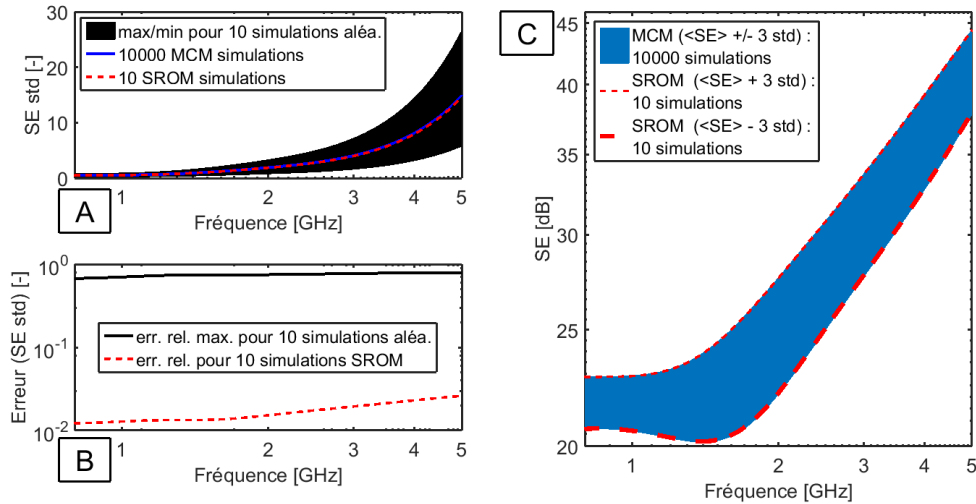 A
SE std [-]
30
20
10
0
max/min pour 10 simulations aléa.
10000 MCM simulations
10 SROM simulations
1 2 3 4 5
Fréquence [GHz]
B
Erreur (SE std) [-]
10^0
10^-1
10^-2
err. rel. max. pour 10 simulations aléa.
err. rel. pour 10 simulations SROM
1 2 3 4 5
Fréquence [GHz]
C
SE [dB]
45
40
35
30
25
20
MCM (<SE> +/- 3 std) :
10000 simulations
SROM (<SE> + 3 std) :
10 simulations
SROM (<SE> - 3 std) :
10 simulations
1 2 3 4 5
Fréquence [GHz]